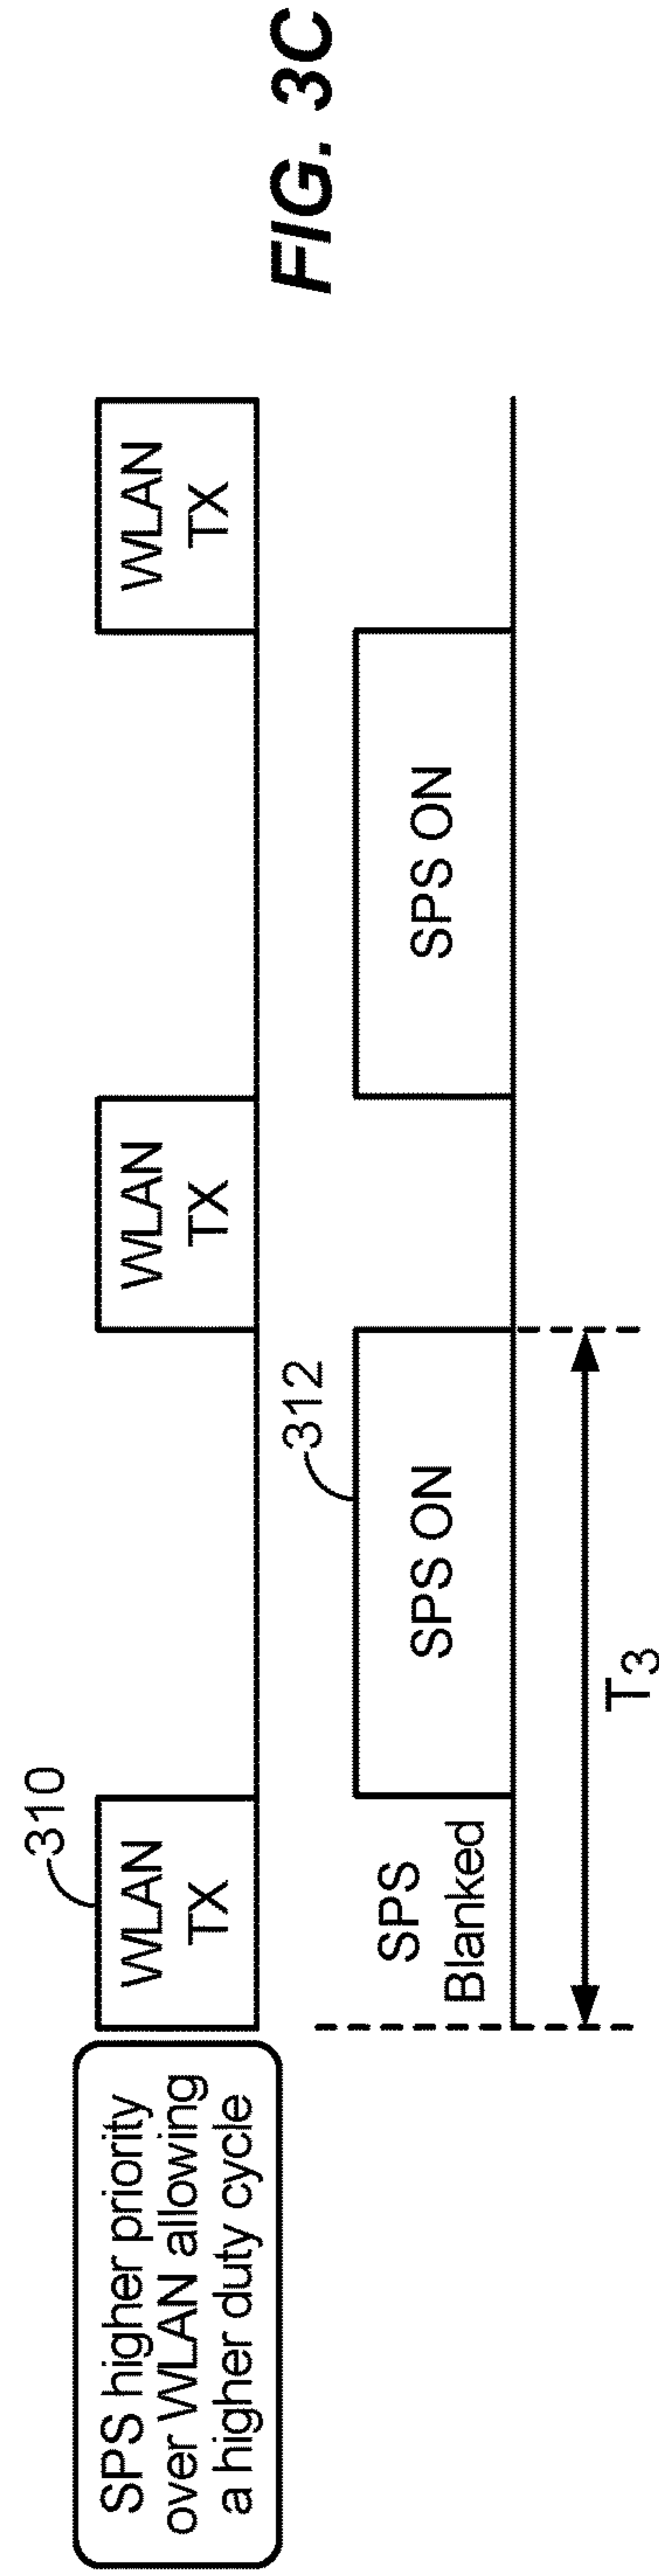 SPS higher priority
over WLAN allowing
a higher duty cycle
310
WLAN
TX
WLAN
TX
WLAN
TX
SPS
Blanked
312
SPS ON
SPS ON
T3
FIG. 3C